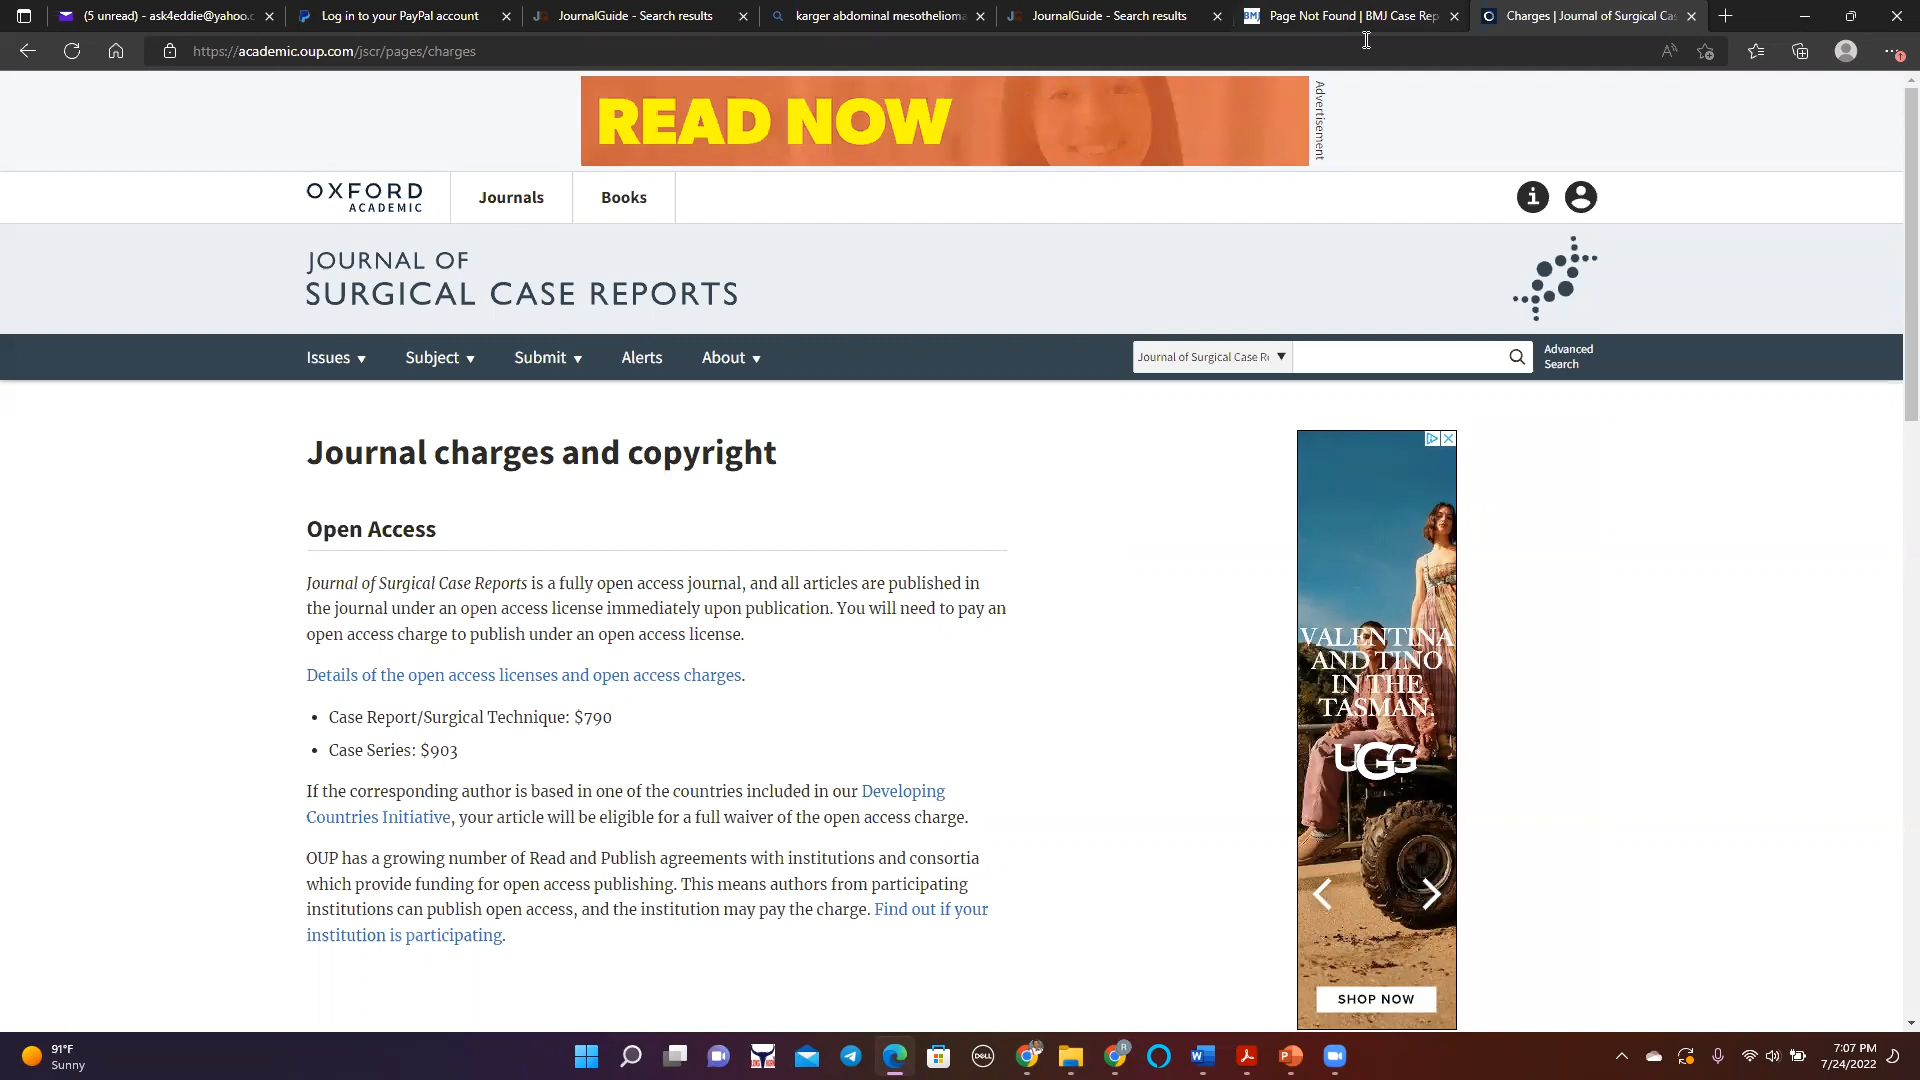 (5 unread) - ask4eddie@yahoo.c
Log in to your PayPal account
JournalGuide - Search results
karger abdominal mesothelioma
JournalGuide - Search results
Page Not Found | BMJ Case Rep
Charges | Journal of Surgical Cas
https://academic.oup.com/jscr/pages/charges
READ NOW
Advertisement
OXFORD
ACADEMIC
Journals
Books
JOURNAL OF
SURGICAL CASE REPORTS
Issues
Subject
Submit
Alerts
About
Journal of Surgical Case Re
Advanced
Search
Journal charges and copyright
Open Access
Journal of Surgical Case Reports is a fully open access journal, and all articles are published in
the journal under an open access license immediately upon publication. You will need to pay an
open access charge to publish under an open access license.
Details of the open access licenses and open access charges.
• Case Report/Surgical Technique: $790
• Case Series: $903
If the corresponding author is based in one of the countries included in our Developing
Countries Initiative, your article will be eligible for a full waiver of the open access charge.
OUP has a growing number of Read and Publish agreements with institutions and consortia
which provide funding for open access publishing. This means authors from participating
institutions can publish open access, and the institution may pay the charge. Find out if your
institution is participating.
VALENTINA
AND TINO
IN THE
TASMAN.
UGG
SHOP NOW
91°F
Sunny
DELL
7:07 PM
7/24/2022